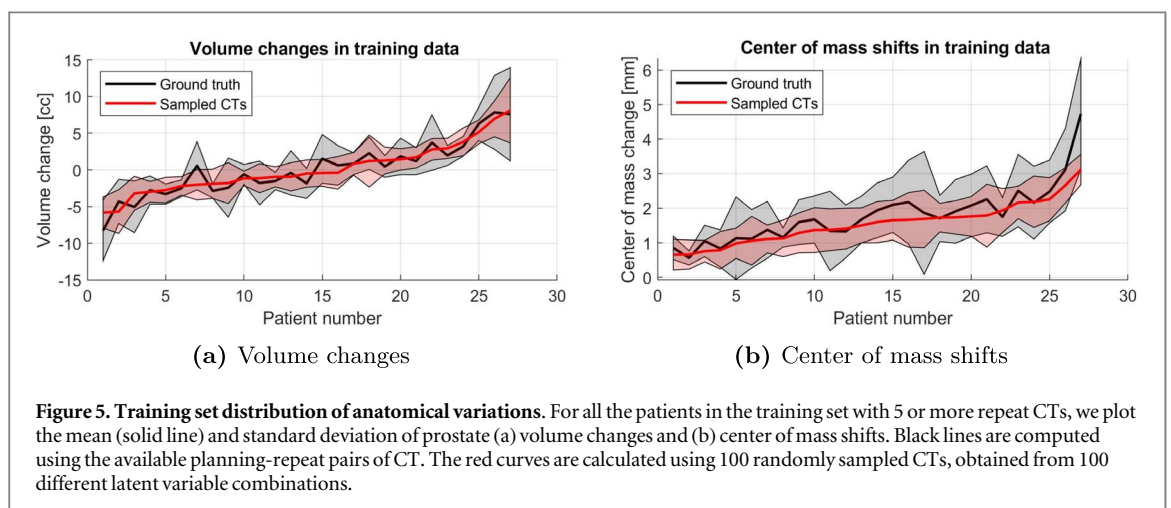 Volume changes in training data
Volume change [cc]
15
10
5
0
-5
-10
-15
Ground truth
Sampled CTs
0 5 10 15 20 25 30
Patient number
(a) Volume changes
Center of mass shifts in training data
Center of mass change [mm]
6
5
4
3
2
1
0
Ground truth
Sampled CTs
0 5 10 15 20 25 30
Patient number
(b) Center of mass shifts
Figure 5. Training set distribution of anatomical variations. For all the patients in the training set with 5 or more repeat CTs, we plot
the mean (solid line) and standard deviation of prostate (a) volume changes and (b) center of mass shifts. Black lines are computed
using the available planning-repeat pairs of CT. The red curves are calculated using 100 randomly sampled CTs, obtained from 100
different latent variable combinations.